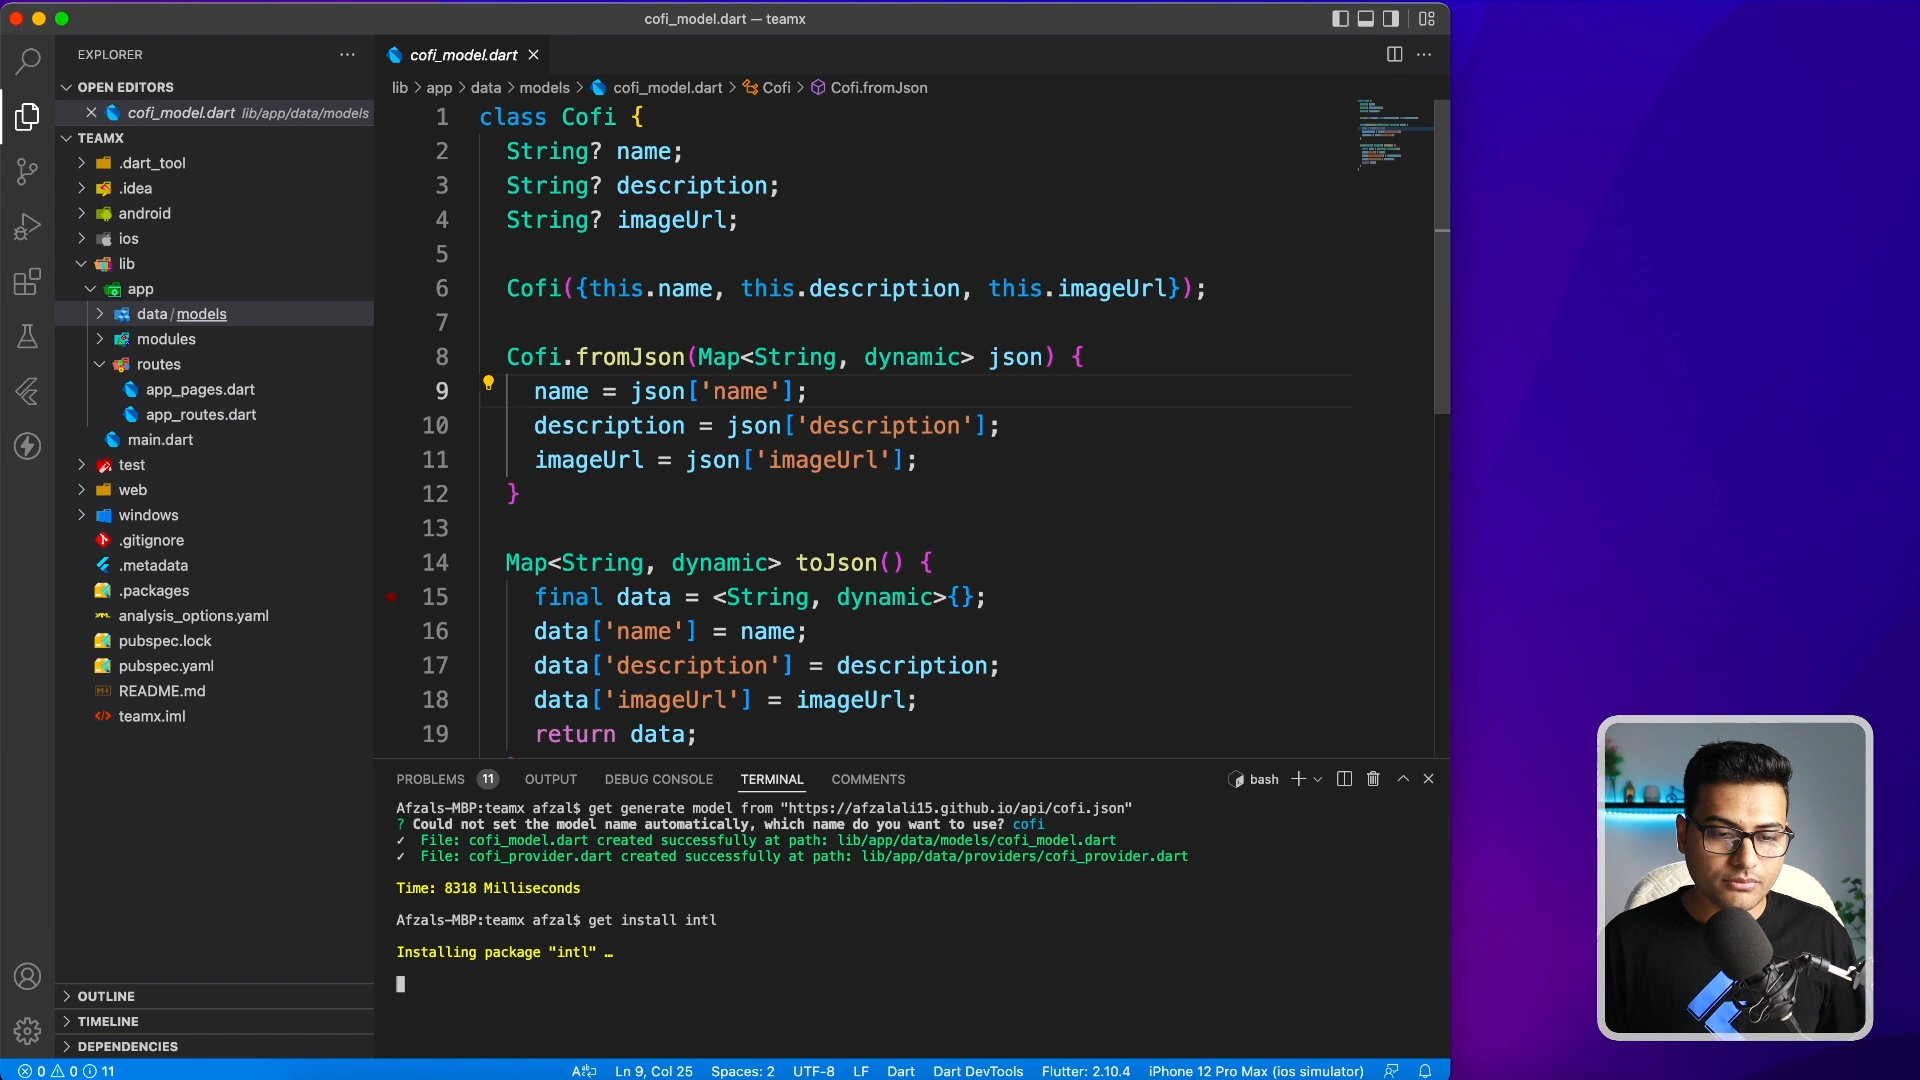 cofi_model.dart — teamx
EXPLORER
OPEN EDITORS
cofi_model.dart lib/app/data/models
TEAMX
.dart_tool
.idea
android
ios
lib
app
data/models
modules
routes
app_pages.dart
app_routes.dart
main.dart
test
web
windows
.gitignore
.metadata
.packages
analysis_options.yaml
pubspec.lock
pubspec.yaml
README.md
teamx.iml
OUTLINE
TIMELINE
DEPENDENCIES
cofi_model.dart
lib > app > data > models > cofi_model.dart > Cofi > Cofi.fromJson
1 class Cofi {
2 String? name;
3 String? description;
4 String? imageUrl;
5
6 Cofi({this.name, this.description, this.imageUrl});
7
8 Cofi.fromJson(Map<String, dynamic> json) {
9 name = json['name'];
10 description = json['description'];
11 imageUrl = json['imageUrl'];
12 }
13
14 Map<String, dynamic> toJson() {
15 final data = <String, dynamic>{};
16 data['name'] = name;
17 data['description'] = description;
18 data['imageUrl'] = imageUrl;
19 return data;
PROBLEMS 11 OUTPUT DEBUG CONSOLE TERMINAL COMMENTS bash
Afzals-MBP:teamx afzal$ get generate model from "https://afzalali15.github.io/api/cofi.json"
? Could not set the model name automatically, which name do you want to use? cofi
✓ File: cofi_model.dart created successfully at path: lib/app/data/models/cofi_model.dart
✓ File: cofi_provider.dart created successfully at path: lib/app/data/providers/cofi_provider.dart
Time: 8318 Milliseconds
Afzals-MBP:teamx afzal$ get install intl
Installing package "intl" …
0 0 11 Ln 9, Col 25 Spaces: 2 UTF-8 LF Dart Dart DevTools Flutter: 2.10.4 iPhone 12 Pro Max (ios simulator)